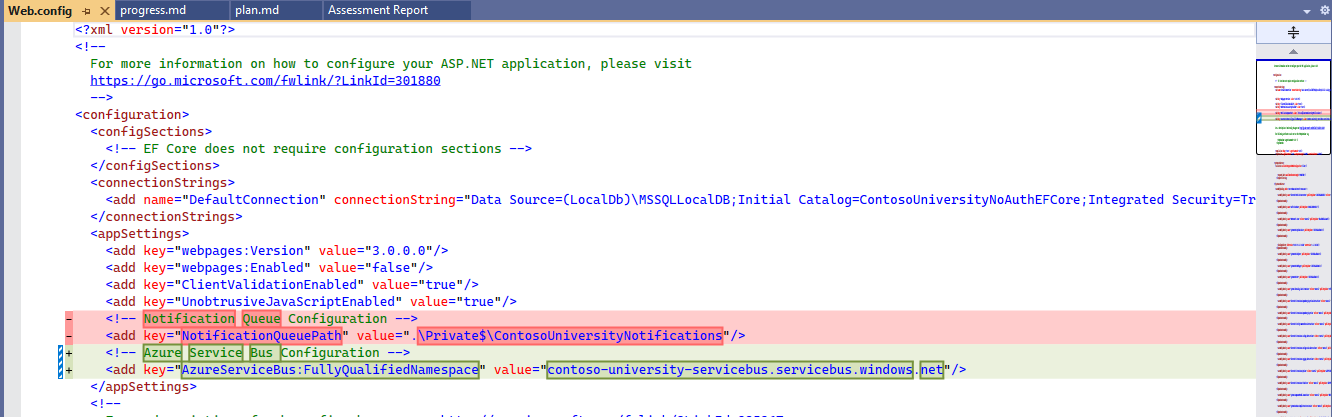 Web.config progress.md plan.md Assessment Report
<?xml version="1.0"?>
<!--
For more information on how to configure your ASP.NET application, please visit
https://go.microsoft.com/fwlink/?LinkId=301880
-->
<configuration>
<configSections>
<!-- EF Core does not require configuration sections -->
</configSections>
<connectionStrings>
<add name="DefaultConnection" connectionString="Data Source=(LocalDb)\MSSQLLocalDB;Initial Catalog=ContosoUniversityNoAuthEFCore;Integrated Security=Tr
</connectionStrings>
<appSettings>
<add key="webpages:Version" value="3.0.0.0"/>
<add key="webpages:Enabled" value="false"/>
<add key="ClientValidationEnabled" value="true"/>
<add key="UnobtrusiveJavaScriptEnabled" value="true"/>
- <!-- Notification Queue Configuration -->
- <add key="NotificationQueuePath" value=".\Private$\ContosoUniversityNotifications"/>
+ <!-- Azure Service Bus Configuration -->
+ <add key="AzureServiceBus:FullyQualifiedNamespace" value="contoso-university-servicebus.servicebus.windows.net"/>
</appSettings>
<!--